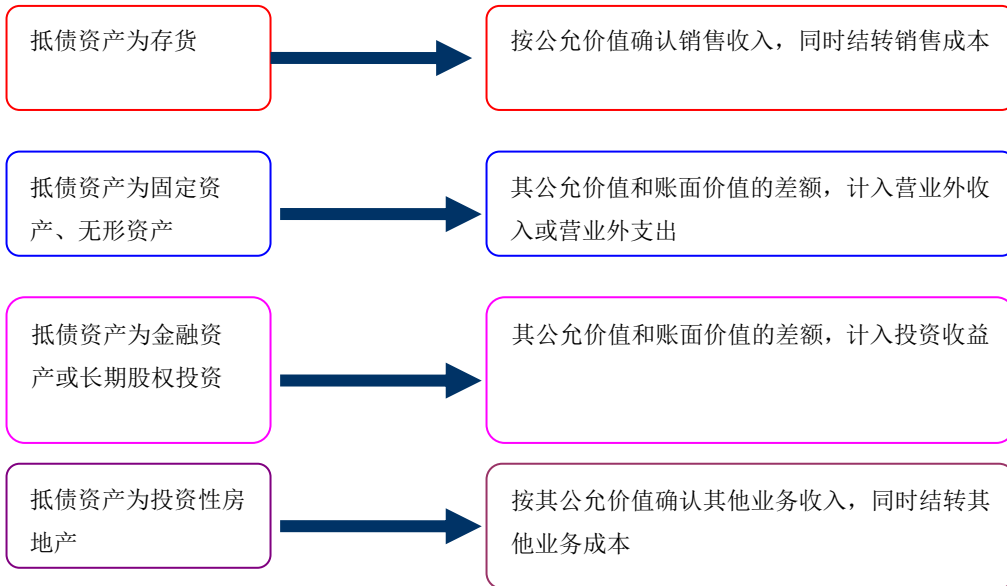 抵债资产为存货
按公允价值确认销售收入，同时结转销售成本
抵债资产为固定资
产、无形资产
其公允价值和账面价值的差额，计入营业外收
入或营业外支出
抵债资产为金融资
产或长期股权投资
其公允价值和账面价值的差额，计入投资收益
抵债资产为投资性房
地产
按其公允价值确认其他业务收入，同时结转其
他业务成本